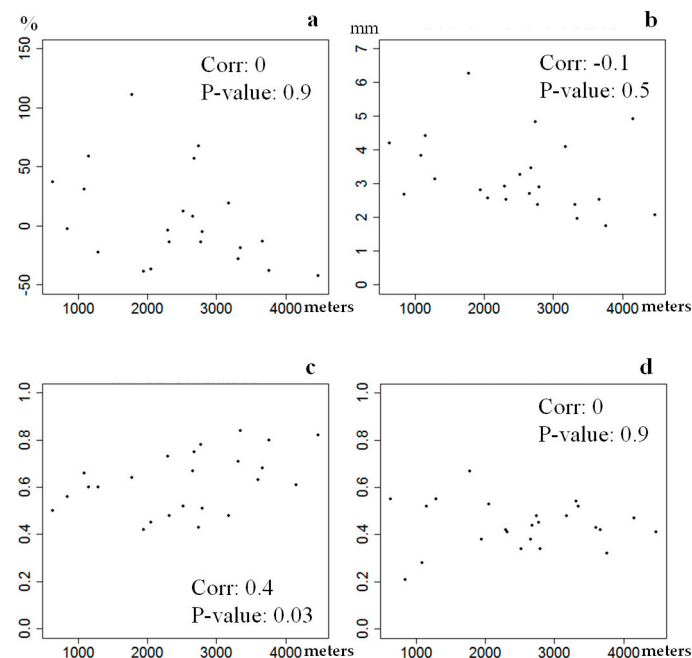 % a
mm b
Corr: 0
P-value: 0.9
Corr: -0.1
P-value: 0.5
150
100
50
0
-50
7
6
5
4
3
2
1
0
1000 2000 3000 4000 meters
1000 2000 3000 4000 meters
c
d
1.0
0.8
0.6
0.4
0.2
0.0
Corr: 0.4
P-value: 0.03
1.0
0.8
0.6
0.4
0.2
0.0
Corr: 0
P-value: 0.9
1000 2000 3000 4000 meters
1000 2000 3000 4000 meters